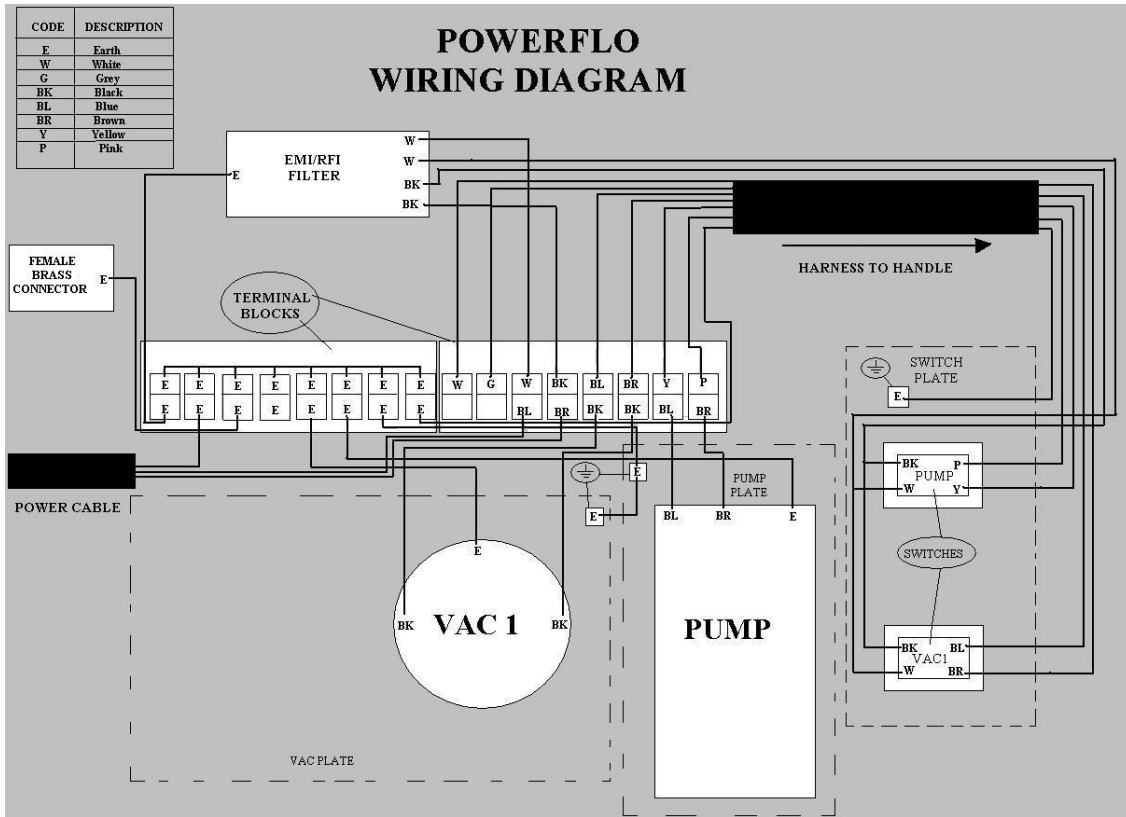 CODE DESCRIPTION
E Earth
W White
G Grey
BK Black
BL Blue
BR Brown
Y Yellow
P Pink
POWERFLO
WIRING DIAGRAM
EMI/RFI
FILTER
E
W
W
BK
BK
FEMALE
BRASS
CONNECTOR
E
HARNESS TO HANDLE
TERMINAL
BLOCKS
E E E E E E E E W G W BK BL BR Y P
E E E E E E E E BL BR BK BK BL BR
POWER CABLE
SWITCH
PLATE
E
BK P
PUMP
W Y
SWITCHES
BK BL
VAC1
W BR
E
E
PUMP
PLATE
BL BR E
PUMP
E
BK VAC 1 BK
VAC PLATE